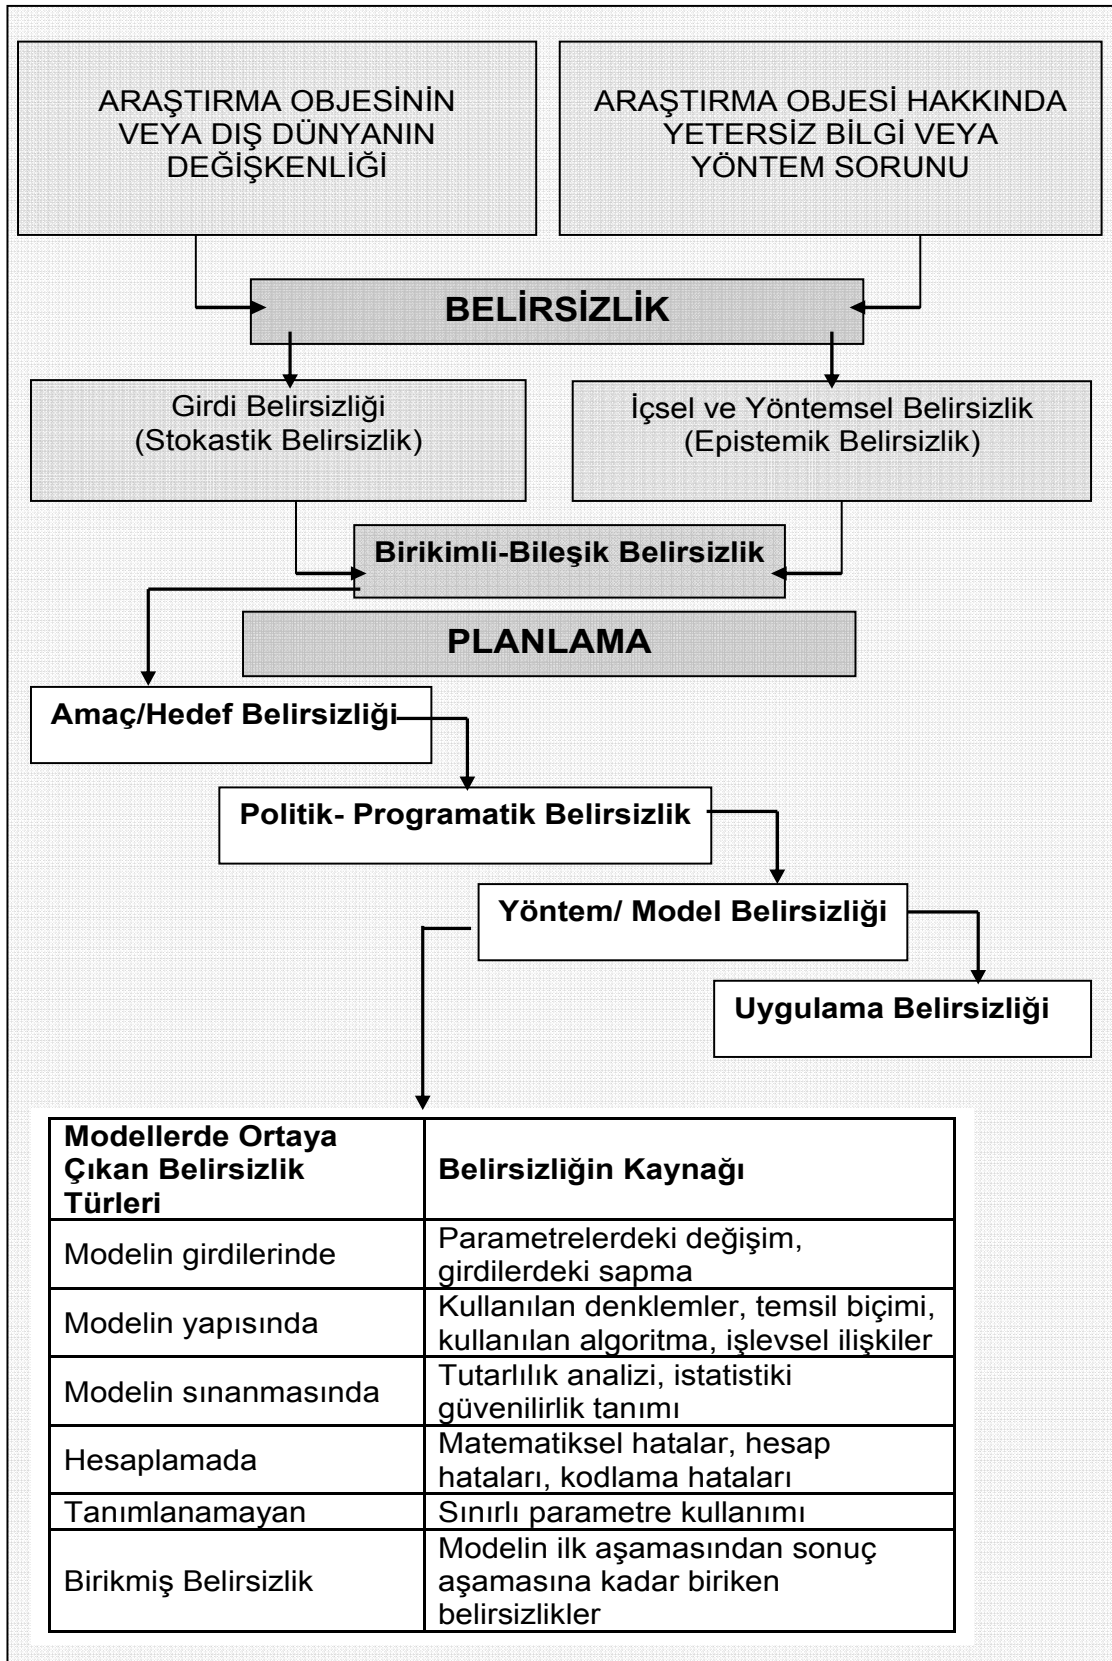 ARAŞTIRMA OBJESİNİN
VEYA DIŞ DÜNYANIN
DEĞİŞKENLİĞİ
ARAŞTIRMA OBJESİ HAKKINDA
YETERSİZ BİLGİ VEYA
YÖNTEM SORUNU
BELİRSİZLİK
Girdi Belirsizliği
(Stokastik Belirsizlik)
İçsel ve Yöntemsel Belirsizlik
(Epistemik Belirsizlik)
Birikimli-Bileşik Belirsizlik
PLANLAMA
Amaç/Hedef Belirsizliği
Politik- Programatik Belirsizlik
Yöntem/ Model Belirsizliği
Uygulama Belirsizliği
Modellerde Ortaya
Çıkan Belirsizlik
Türleri
Belirsizliğin Kaynağı
Modelin girdilerinde
Parametrelerdeki değişim,
girdilerdeki sapma
Modelin yapısında
Kullanılan denklemler, temsil biçimi,
kullanılan algoritma, işlevsel ilişkiler
Modelin sınanmasında
Tutarlılık analizi, istatistiki
güvenilirlik tanımı
Hesaplamada
Matematiksel hatalar, hesap
hataları, kodlama hataları
Tanımlanamayan
Sınırlı parametre kullanımı
Birikmiş Belirsizlik
Modelin ilk aşamasından sonuç
aşamasına kadar biriken
belirsizlikler